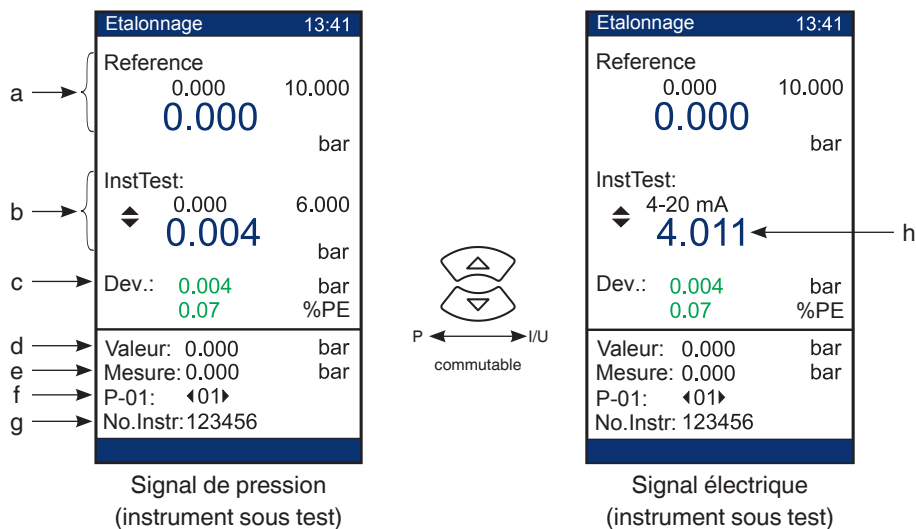 Etalonnage 13:41
Reference
0.000 10.000
0.000
bar
InstTest:
0.000 6.000
0.004
bar
Dev.: 0.004 bar
0.07 %PE
Valeur: 0.000 bar
Mesure: 0.000 bar
P-01: 01
No.Instr: 123456
a
b
c
d
e
f
g
Signal de pression
(instrument sous test)
P I/U
commutable
Etalonnage 13:41
Reference
0.000 10.000
0.000
bar
InstTest:
4-20 mA
4.011
h
Dev.: 0.004 bar
0.07 %PE
Valeur: 0.000 bar
Mesure: 0.000 bar
P-01: 01
No.Instr: 123456
Signal électrique
(instrument sous test)